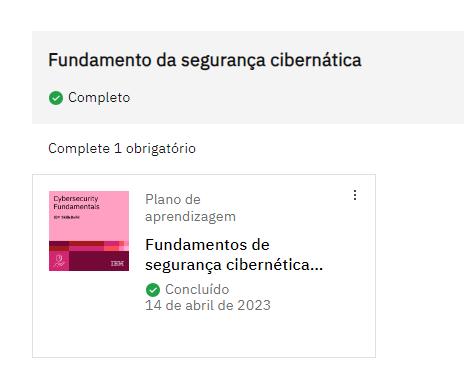 Fundamento da segurança cibernática
Completo
Complete 1 obrigatório
Cybersecurity
Fundamentals
IBM SkillsBuild
IBM
Plano de
aprendizagem
Fundamentos de
segurança cibernética...
Concluído
14 de abril de 2023